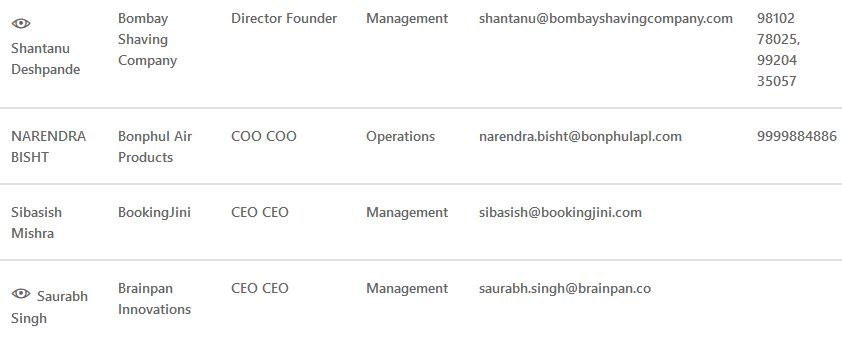 Shantanu
Deshpande
Bombay
Shaving
Company
Director Founder
Management
shantanu@bombayshavingcompany.com
98102
78025,
99204
35057
NARENDRA
BISHT
Bonphul Air
Products
COO COO
Operations
narendra.bisht@bonphulapl.com
9999884886
Sibasish
Mishra
BookingJini
CEO CEO
Management
sibasish@bookingjini.com
Saurabh
Singh
Brainpan
Innovations
CEO CEO
Management
saurabh.singh@brainpan.co